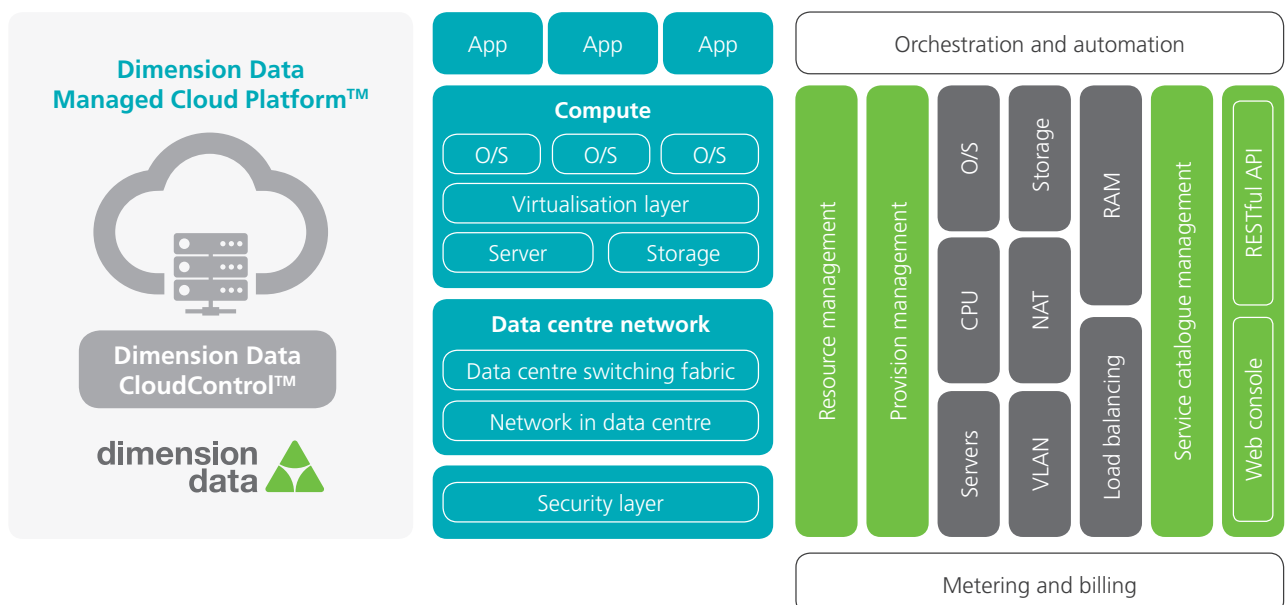 Dimension Data
Managed Cloud Platform™
Dimension Data
CloudControl™
dimension
data
App
App
App
Compute
O/S
O/S
O/S
Virtualisation layer
Server
Storage
Data centre network
Data centre switching fabric
Network in data centre
Security layer
Orchestration and automation
Resource management
Provision management
O/S
CPU
Servers
Storage
NAT
VLAN
RAM
Load balancing
Service catalogue management
RESTful API
Web console
Metering and billing